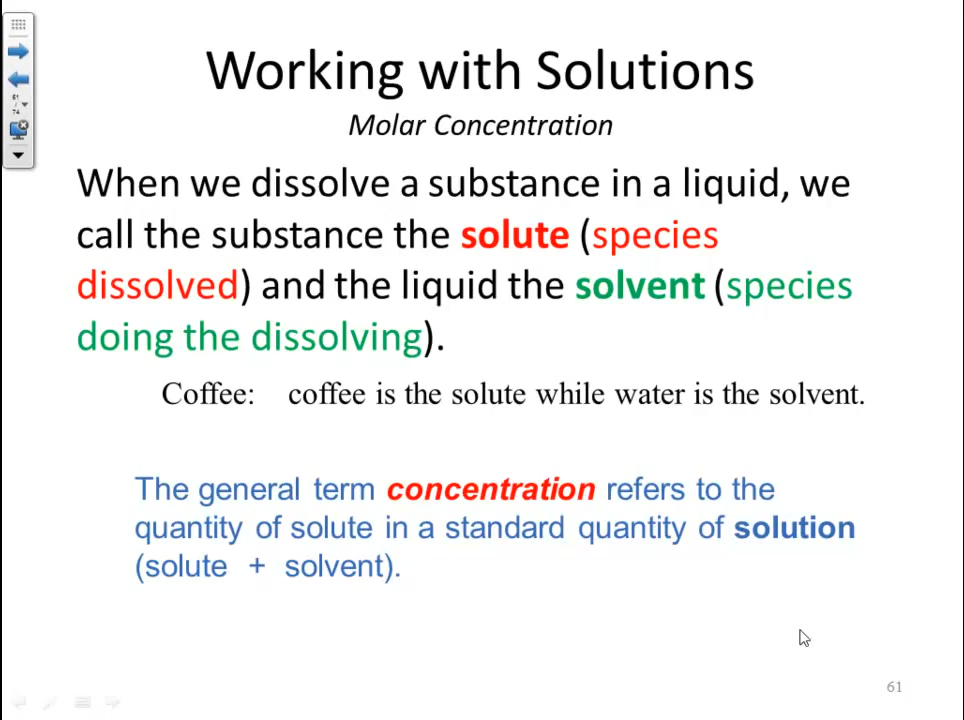 Working with Solutions
Molar Concentration
When we dissolve a substance in a liquid, we
call the substance the solute (species
dissolved) and the liquid the solvent (species
doing the dissolving).
Coffee: coffee is the solute while water is the solvent.
The general term concentration refers to the
quantity of solute in a standard quantity of solution
(solute + solvent).
61
/
74
61